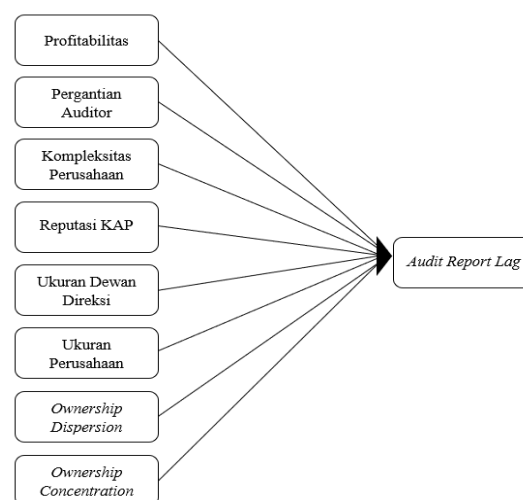 Profitabilitas
Pergantian
Auditor
Kompleksitas
Perusahaan
Reputasi KAP
Ukuran Dewan
Direksi
Ukuran
Perusahaan
Ownership
Dispersion
Ownership
Concentration
Audit Report Lag